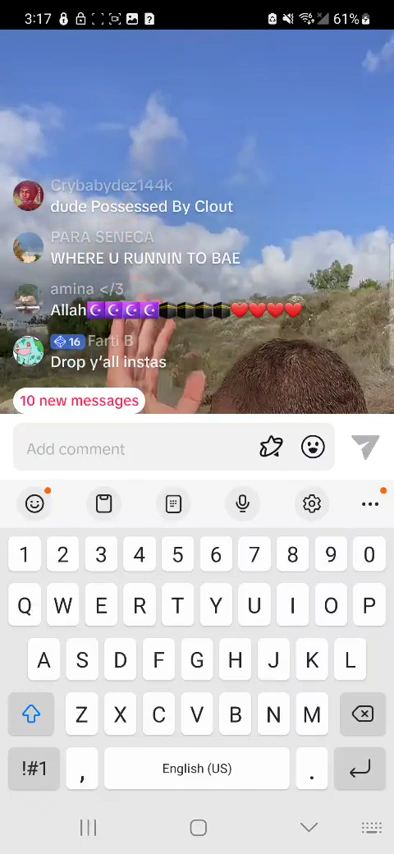 3:17
61%
Crybabydez144k
dude Possessed By Clout
PARA SENECA
WHERE U RUNNIN TO BAE
amina </3
Allah☪️☪️☪️☪️🕋🕋🕋🕋❤️❤️❤️❤️
16 Farti B
Drop y'all instas
10 new messages
Add comment
1 2 3 4 5 6 7 8 9 0
Q W E R T Y U I O P
A S D F G H J K L
Z X C V B N M
!#1 , English (US) .